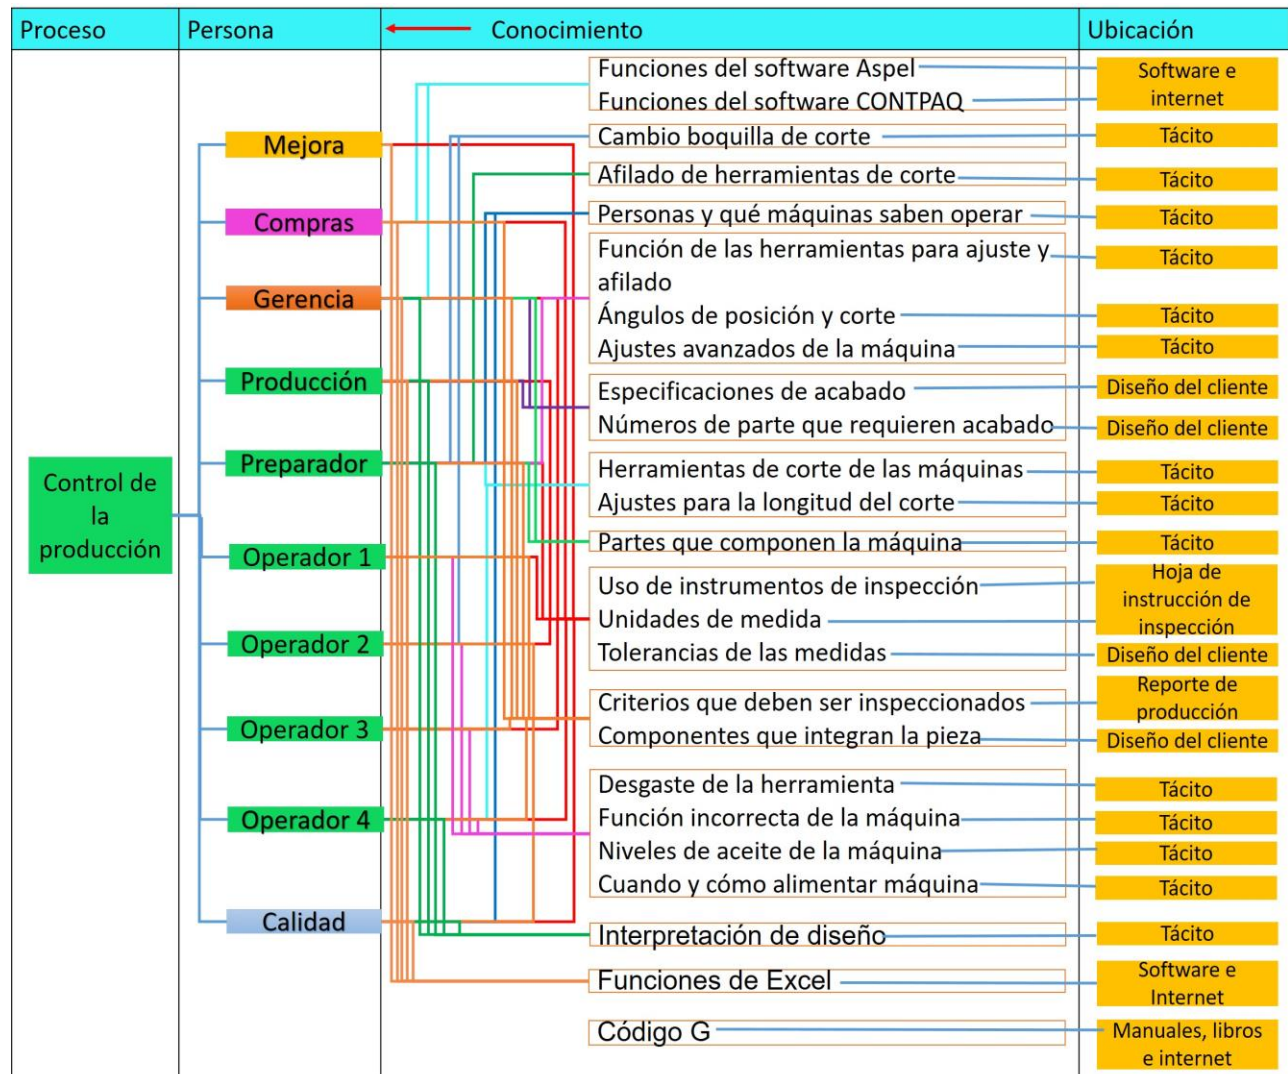 Proceso
Persona
Conocimiento
Ubicación
Control de
la
producción
Mejora
Compras
Gerencia
Producción
Preparador
Operador 1
Operador 2
Operador 3
Operador 4
Calidad
Funciones del software Aspel
Funciones del software CONTPAQ
Cambio boquilla de corte
Afilado de herramientas de corte
Personas y qué máquinas saben operar
Función de las herramientas para ajuste y
afilado
Ángulos de posición y corte
Ajustes avanzados de la máquina
Especificaciones de acabado
Números de parte que requieren acabado
Herramientas de corte de las máquinas
Ajustes para la longitud del corte
Partes que componen la máquina
Uso de instrumentos de inspección
Unidades de medida
Tolerancias de las medidas
Criterios que deben ser inspeccionados
Componentes que integran la pieza
Desgaste de la herramienta
Función incorrecta de la máquina
Niveles de aceite de la máquina
Cuando y cómo alimentar máquina
Interpretación de diseño
Funciones de Excel
Código G
Software e
internet
Tácito
Tácito
Tácito
Tácito
Tácito
Tácito
Diseño del cliente
Diseño del cliente
Tácito
Tácito
Tácito
Hoja de
instrucción de
inspección
Diseño del cliente
Reporte de
producción
Diseño del cliente
Tácito
Tácito
Tácito
Tácito
Tácito
Software e
Internet
Manuales, libros
e internet